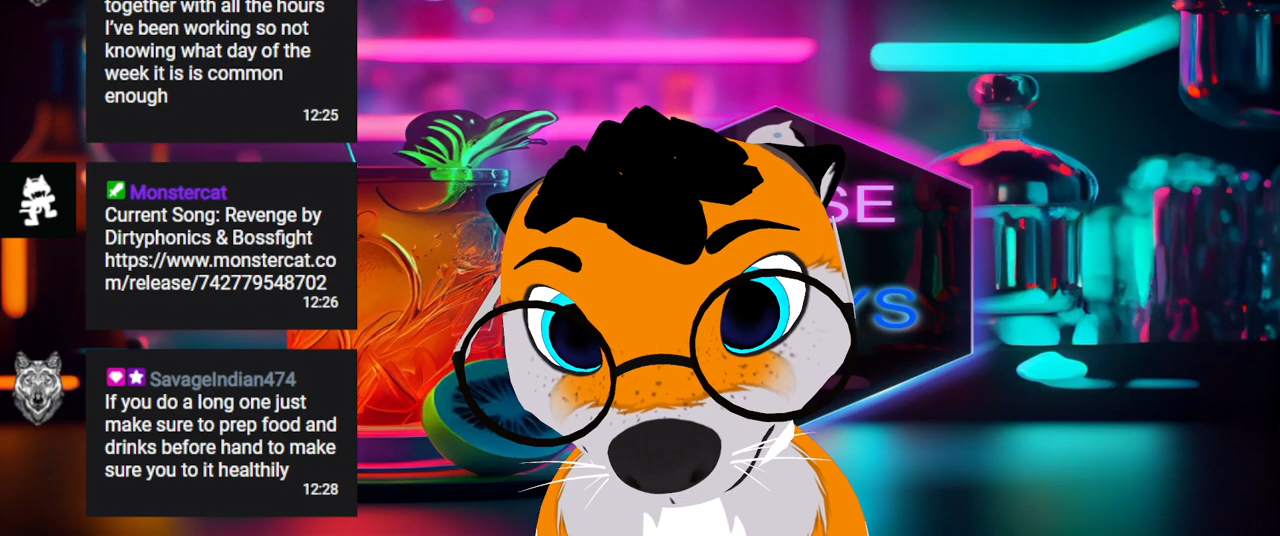 together with all the hours
I've been working so not
knowing what day of the
week it is is common
enough
12:25
Monstercat
Current Song: Revenge by
Dirtyphonics & Bossfight
https://www.monstercat.co
m/release/742779548702
12:26
SavageIndian474
If you do a long one just
make sure to prep food and
drinks before hand to make
sure you to it healthily
12:28
SE
YS